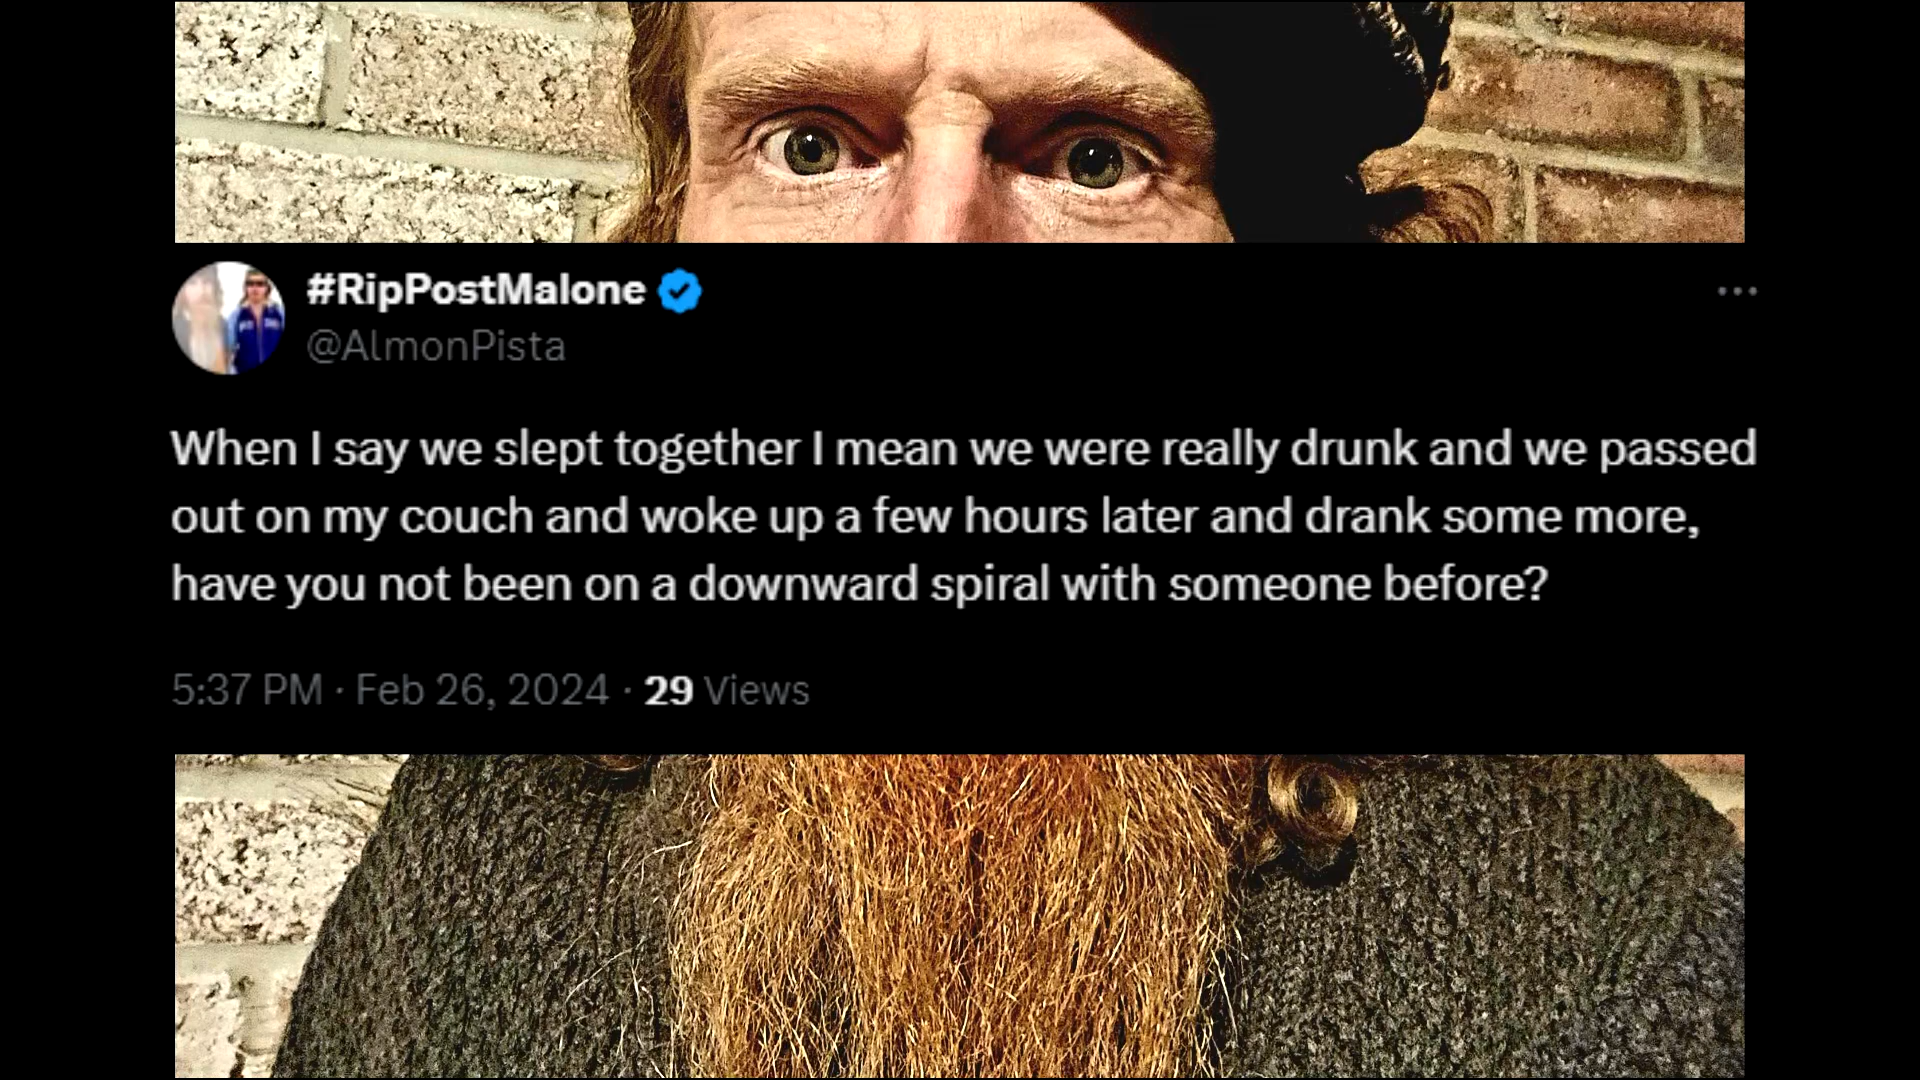 #RipPostMalone
@AlmonPista
When I say we slept together I mean we were really drunk and we passed
out on my couch and woke up a few hours later and drank some more,
have you not been on a downward spiral with someone before?
5:37 PM · Feb 26, 2024 · 29 Views